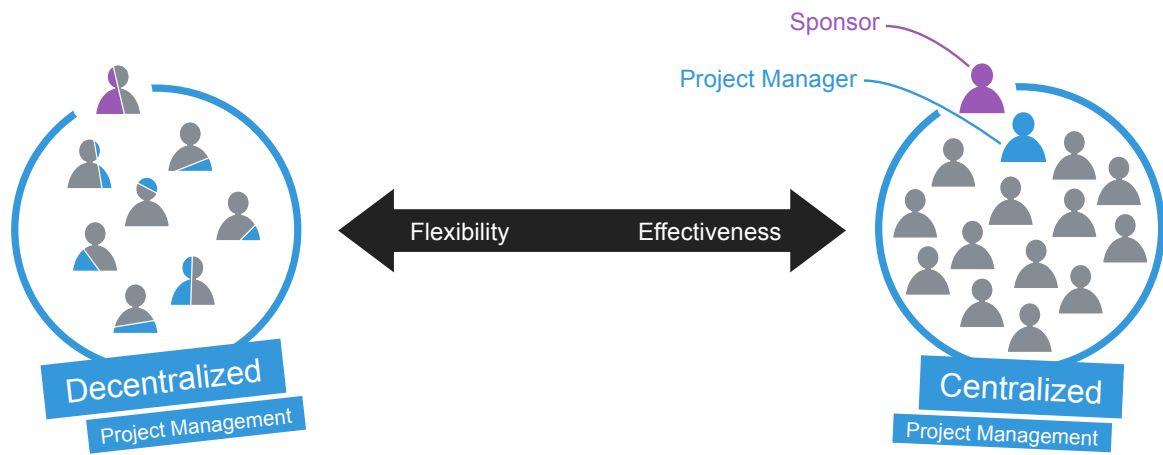 Sponsor
Project Manager
Flexibility
Effectiveness
Decentralized
Project Management
Centralized
Project Management